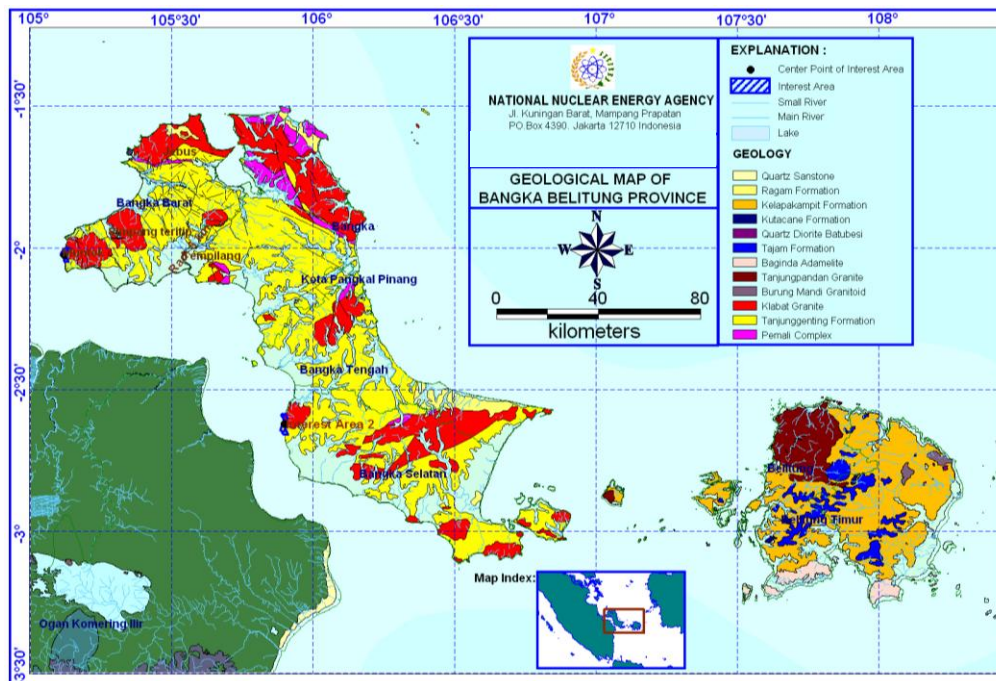 105° 105°30' 106° 106°30' 107° 107°30' 108°
-1°30'
-2°
-2°30'
-3°
-3°30'
NATIONAL NUCLEAR ENERGY AGENCY
Jl. Kuningan Barat, Mampang Prapatan
PO.Box 4390. Jakarta 12710 Indonesia
GEOLOGICAL MAP OF
BANGKA BELITUNG PROVINCE
N
W E
S
0 40 80
kilometers
EXPLANATION :
Center Point of Interest Area
Interest Area
Small River
Main River
Lake
GEOLOGY
Quartz Sanstone
Ragam Formation
Kelapakampit Formation
Kutacane Formation
Quartz Diorite Batubesi
Tajam Formation
Baginda Adamelite
Tanjungpandan Granite
Burung Mandi Granitoid
Klabat Granite
Tanjunggenting Formation
Pemali Complex
Bangka Barat
Bangka
Kota Pangkal Pinang
Bangka Tengah
Area 2
Bangka Selatan
Belitung
Belitung Timur
Ogan Komering Ilir
Map Index: